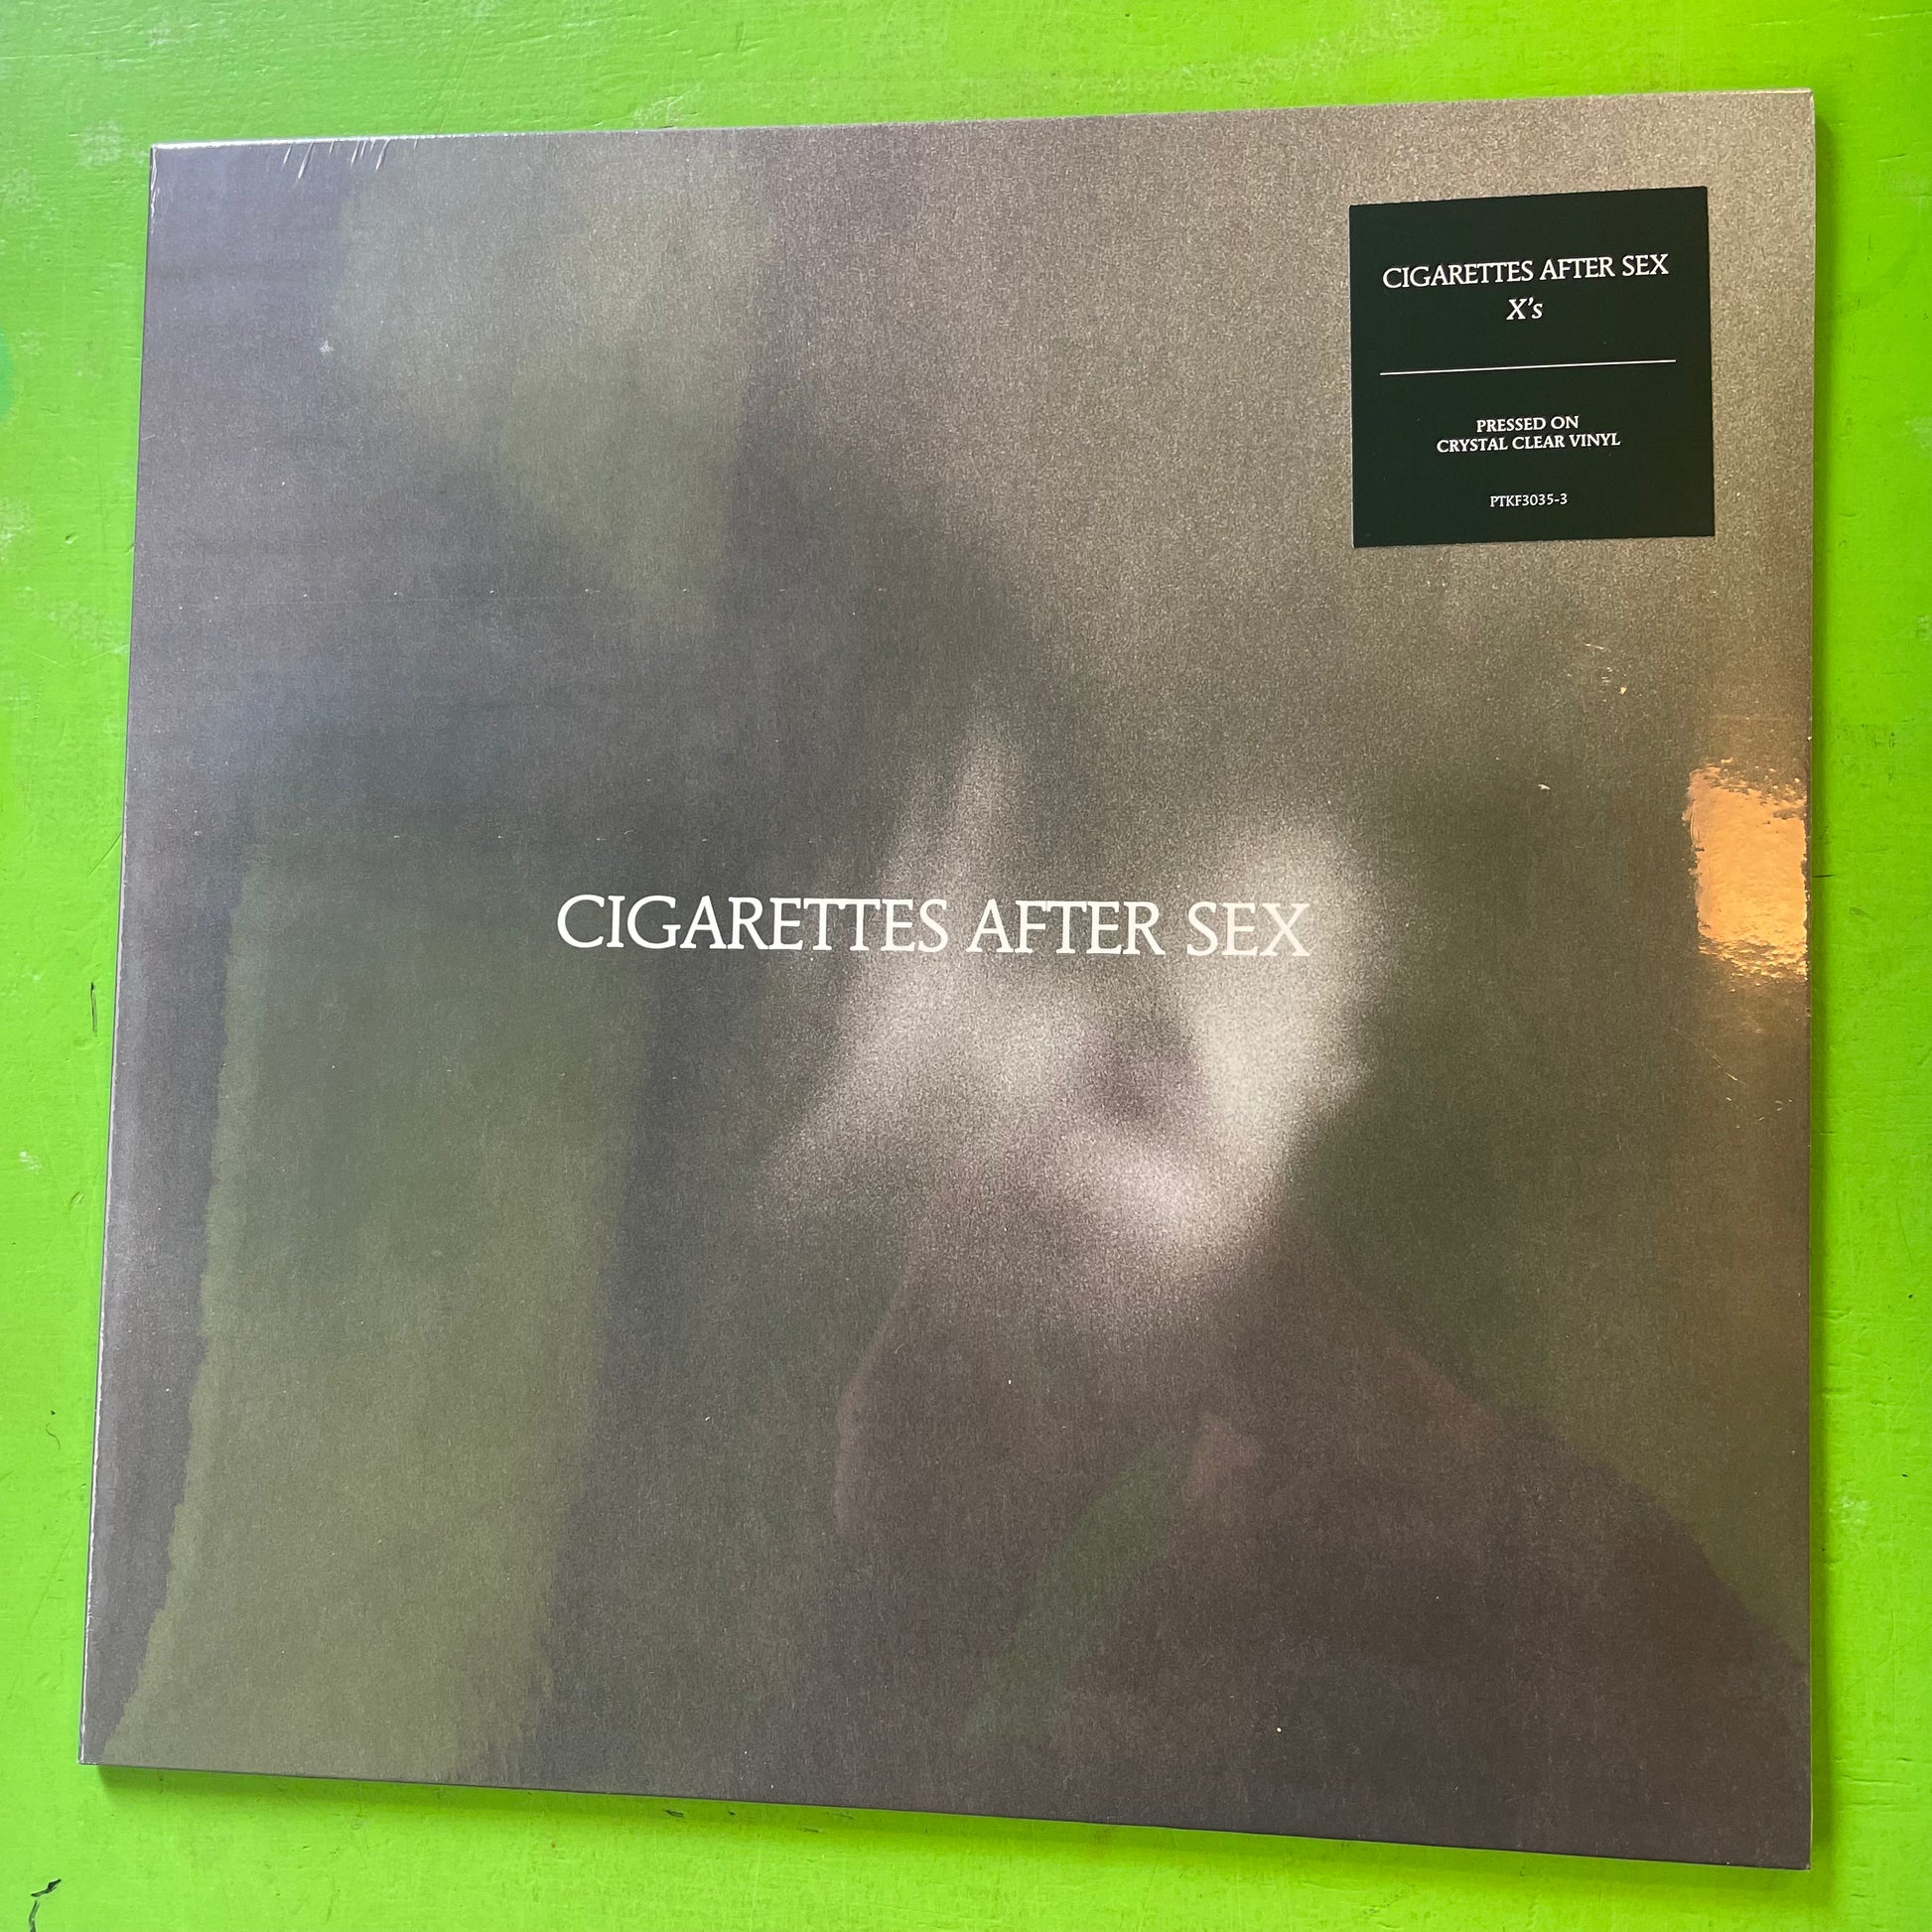 CIGARETTES AFTER SEX
X's
PRESSED ON
CRYSTAL CLEAR VINYL
PTKF3035-3
CIGARETTES AFTER SEX